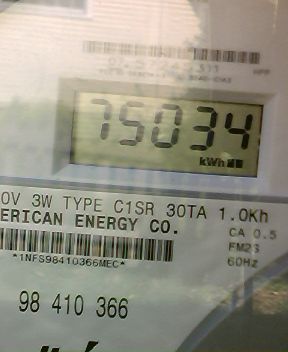 75034
kWh
0V 3W TYPE C1SR 30TA 1.0Kh
ERICAN ENERGY CO.
CA 0.5
FM2S
60Hz
*1NFS98410366MEC*
98 410 366